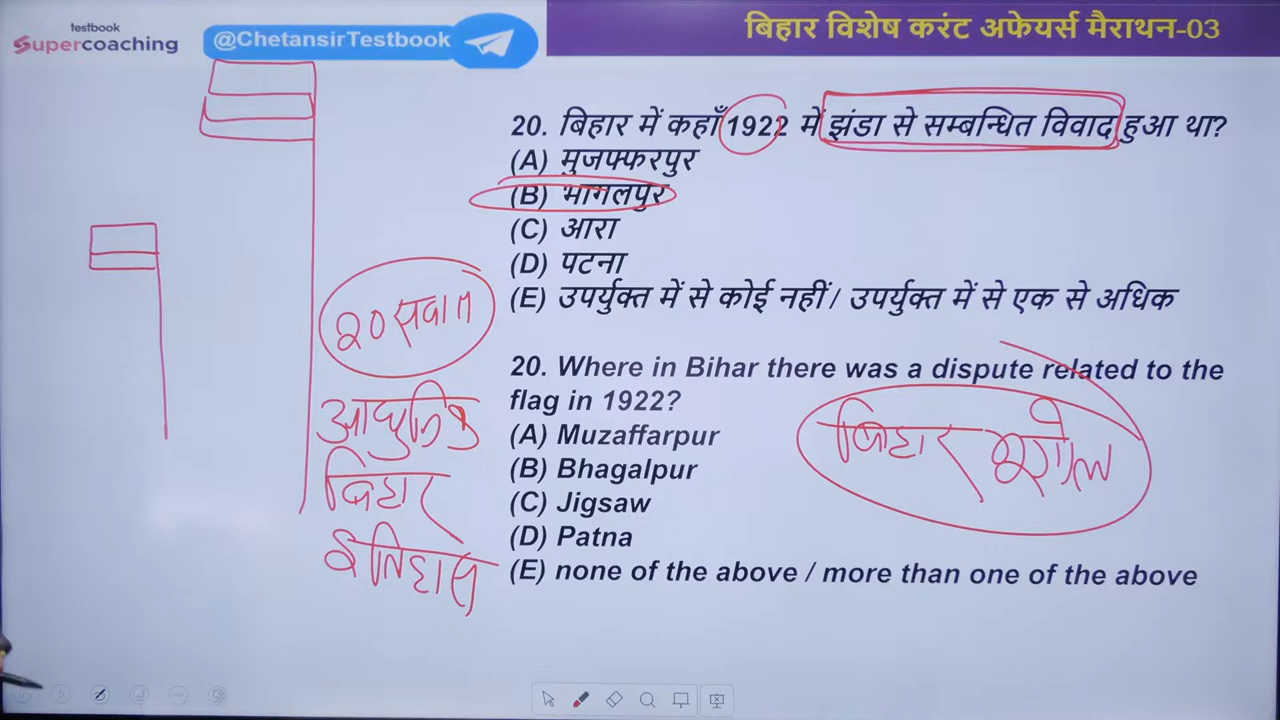 testbook
Supercoaching
@ChetansirTestbook
बिहार विशेष करंट अफेयर्स मैराथन-03
20. बिहार में कहाँ 1922 में झंडा से सम्बन्धित विवाद हुआ था?
(A) मुजफ्फरपुर
(B) भागलपुर
(C) आरा
(D) पटना
(E) उपर्युक्त में से कोई नहीं/ उपर्युक्त में से एक से अधिक
20. Where in Bihar there was a dispute related to the
flag in 1922?
(A) Muzaffarpur
(B) Bhagalpur
(C) Jigsaw
(D) Patna
(E) none of the above / more than one of the above
२० सवाल
आधुनिक
बिहार
इतिहास
बिहार भूगोल